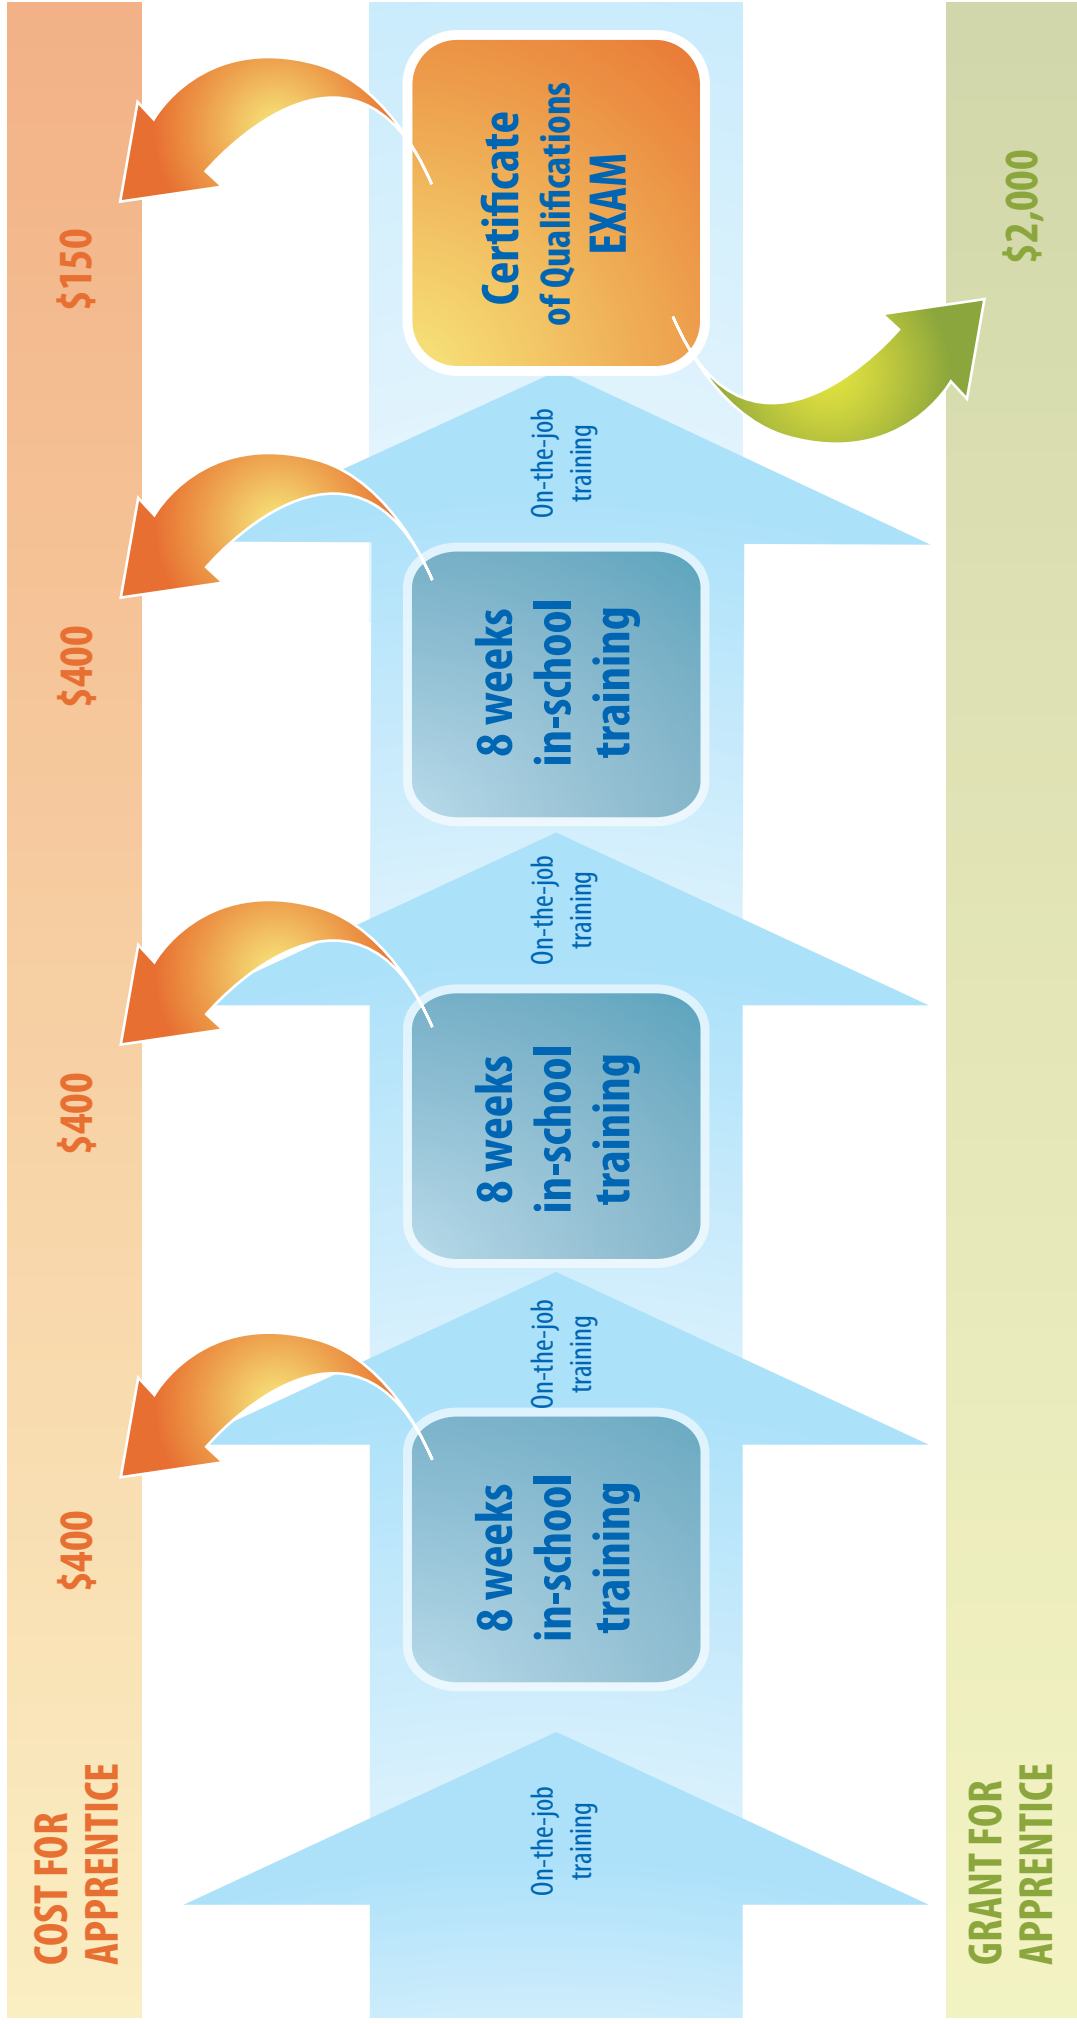 COST FOR
APPRENTICE
$400
$400
$400
$150
On-the-job
training
8 weeks
in-school
training
On-the-job
training
8 weeks
in-school
training
On-the-job
training
8 weeks
in-school
training
On-the-job
training
Certificate
of Qualifications
EXAM
GRANT FOR
APPRENTICE
$2,000